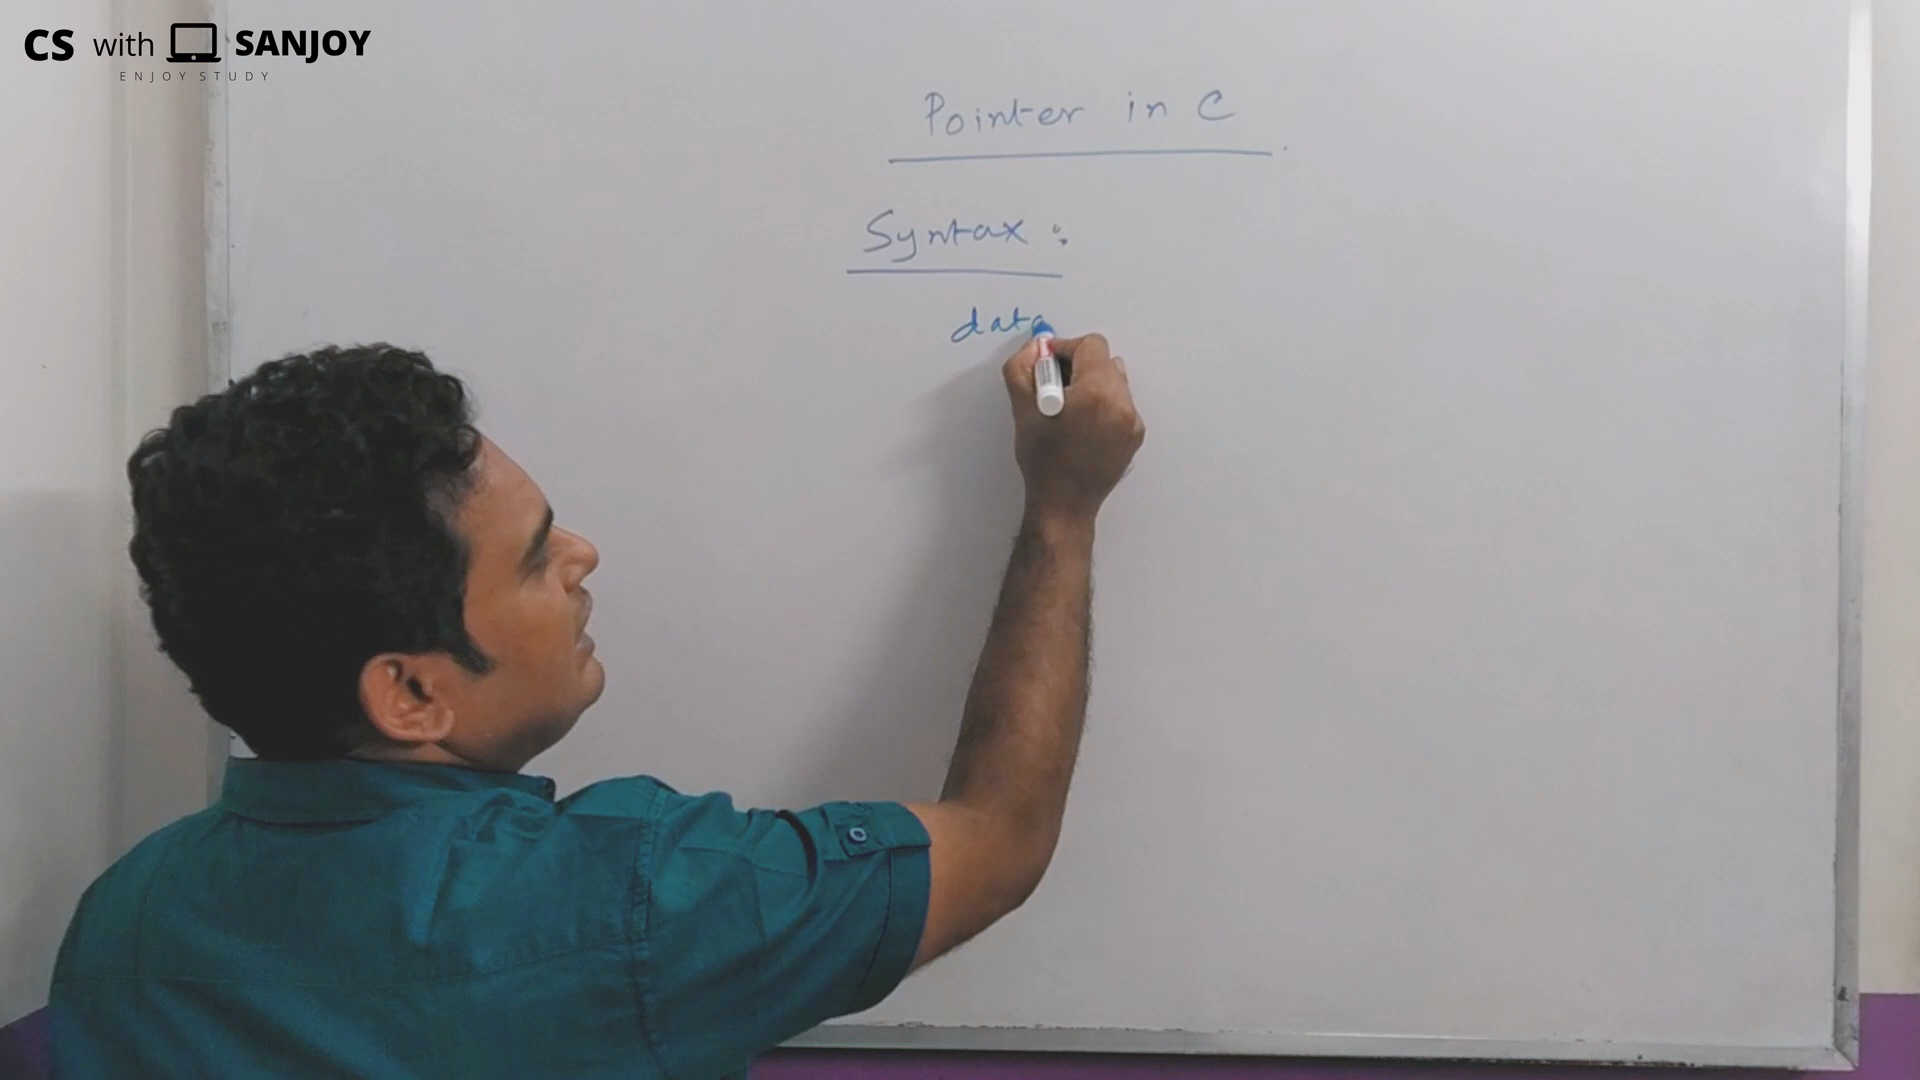 CS with SANJOY
ENJOY STUDY
Pointer in C
Syntax :
data